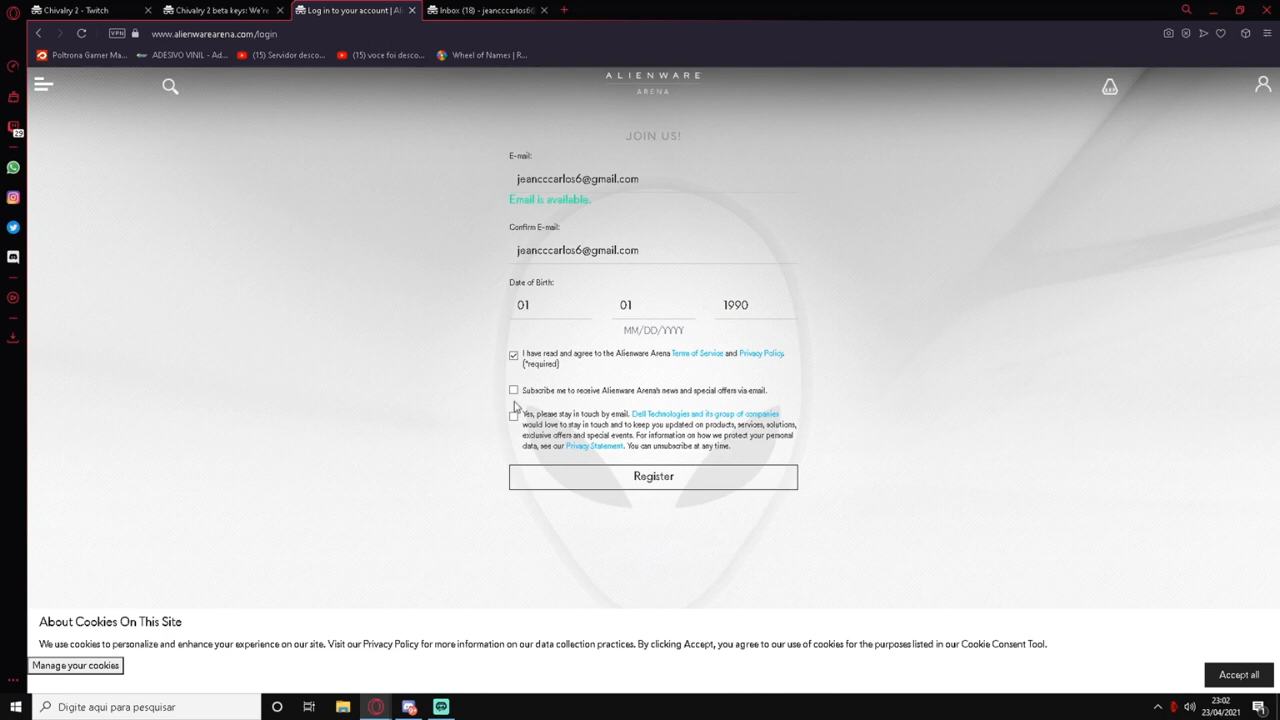 Chivalry 2 - Twitch
Chivalry 2 beta keys: We're
Log in to your account | Al
Inbox (18) - jeancccarlos6@
VPN
www.alienwarearena.com/login
Poltrona Gamer Ma...
ADESIVO VINIL - Ad...
(15) Servidor desco...
(15) voce foi desco...
Wheel of Names | R...
ALIENWARE
ARENA
ARP
29
JOIN US!
E-mail:
jeancccarlos6@gmail.com
Email is available.
Confirm E-mail:
jeancccarlos6@gmail.com
Date of Birth:
01 01 1990
MM/DD/YYYY
I have read and agree to the Alienware Arena Terms of Service and Privacy Policy.
(*required)
Subscribe me to receive Alienware Arena's news and special offers via email.
Yes, please stay in touch by email. Dell Technologies and its group of companies
would love to stay in touch and to keep you updated on products, services, solutions,
exclusive offers and special events. For information on how we protect your personal
data, see our Privacy Statement. You can unsubscribe at any time.
Register
About Cookies On This Site
We use cookies to personalize and enhance your experience on our site. Visit our Privacy Policy for more information on our data collection practices. By clicking Accept, you agree to our use of cookies for the purposes listed in our Cookie Consent Tool.
Manage your cookies
Accept all
Digite aqui para pesquisar
23:02
23/04/2021
1